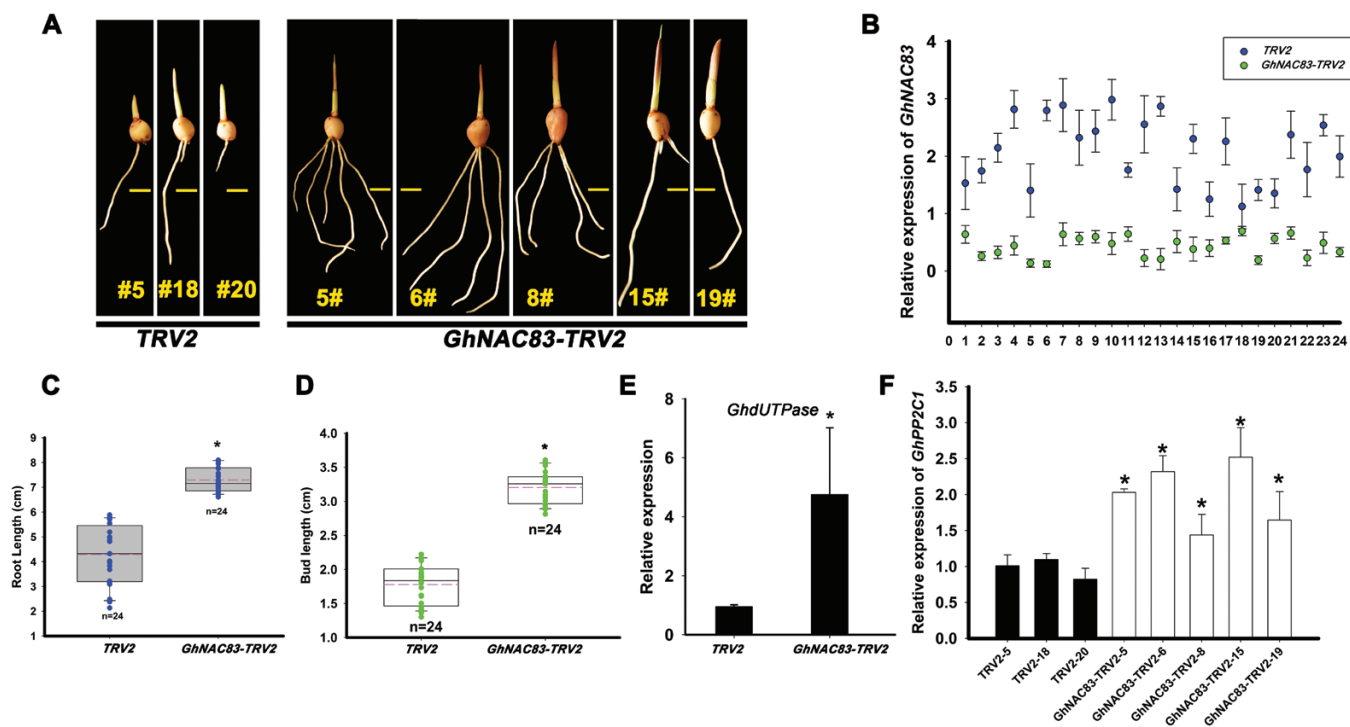 A
#5
#18
#20
TRV2
5#
6#
8#
15#
19#
GhNAC83-TRV2
B
Relative expression of GhNAC83
4
3
2
1
0
TRV2
GhNAC83-TRV2
0 1 2 3 4 5 6 7 8 9 10 11 12 13 14 15 16 17 18 19 20 21 22 23 24
C
Root Length (cm)
9
8
7
6
5
4
3
2
1
*
n=24
n=24
TRV2
GhNAC83-TRV2
D
Bud length (cm)
4.0
3.5
3.0
2.5
2.0
1.5
1.0
*
n=24
n=24
TRV2
GhNAC83-TRV2
E
Relative expression
8
6
4
2
0
GhdUTPase
*
TRV2
GhNAC83-TRV2
F
Relative expression of GhPP2C1
3.5
3.0
2.5
2.0
1.5
1.0
0.5
0.0
*
*
*
*
*
TRV2-5
TRV2-18
TRV2-20
GhNAC83-TRV2-5
GhNAC83-TRV2-6
GhNAC83-TRV2-8
GhNAC83-TRV2-15
GhNAC83-TRV2-19